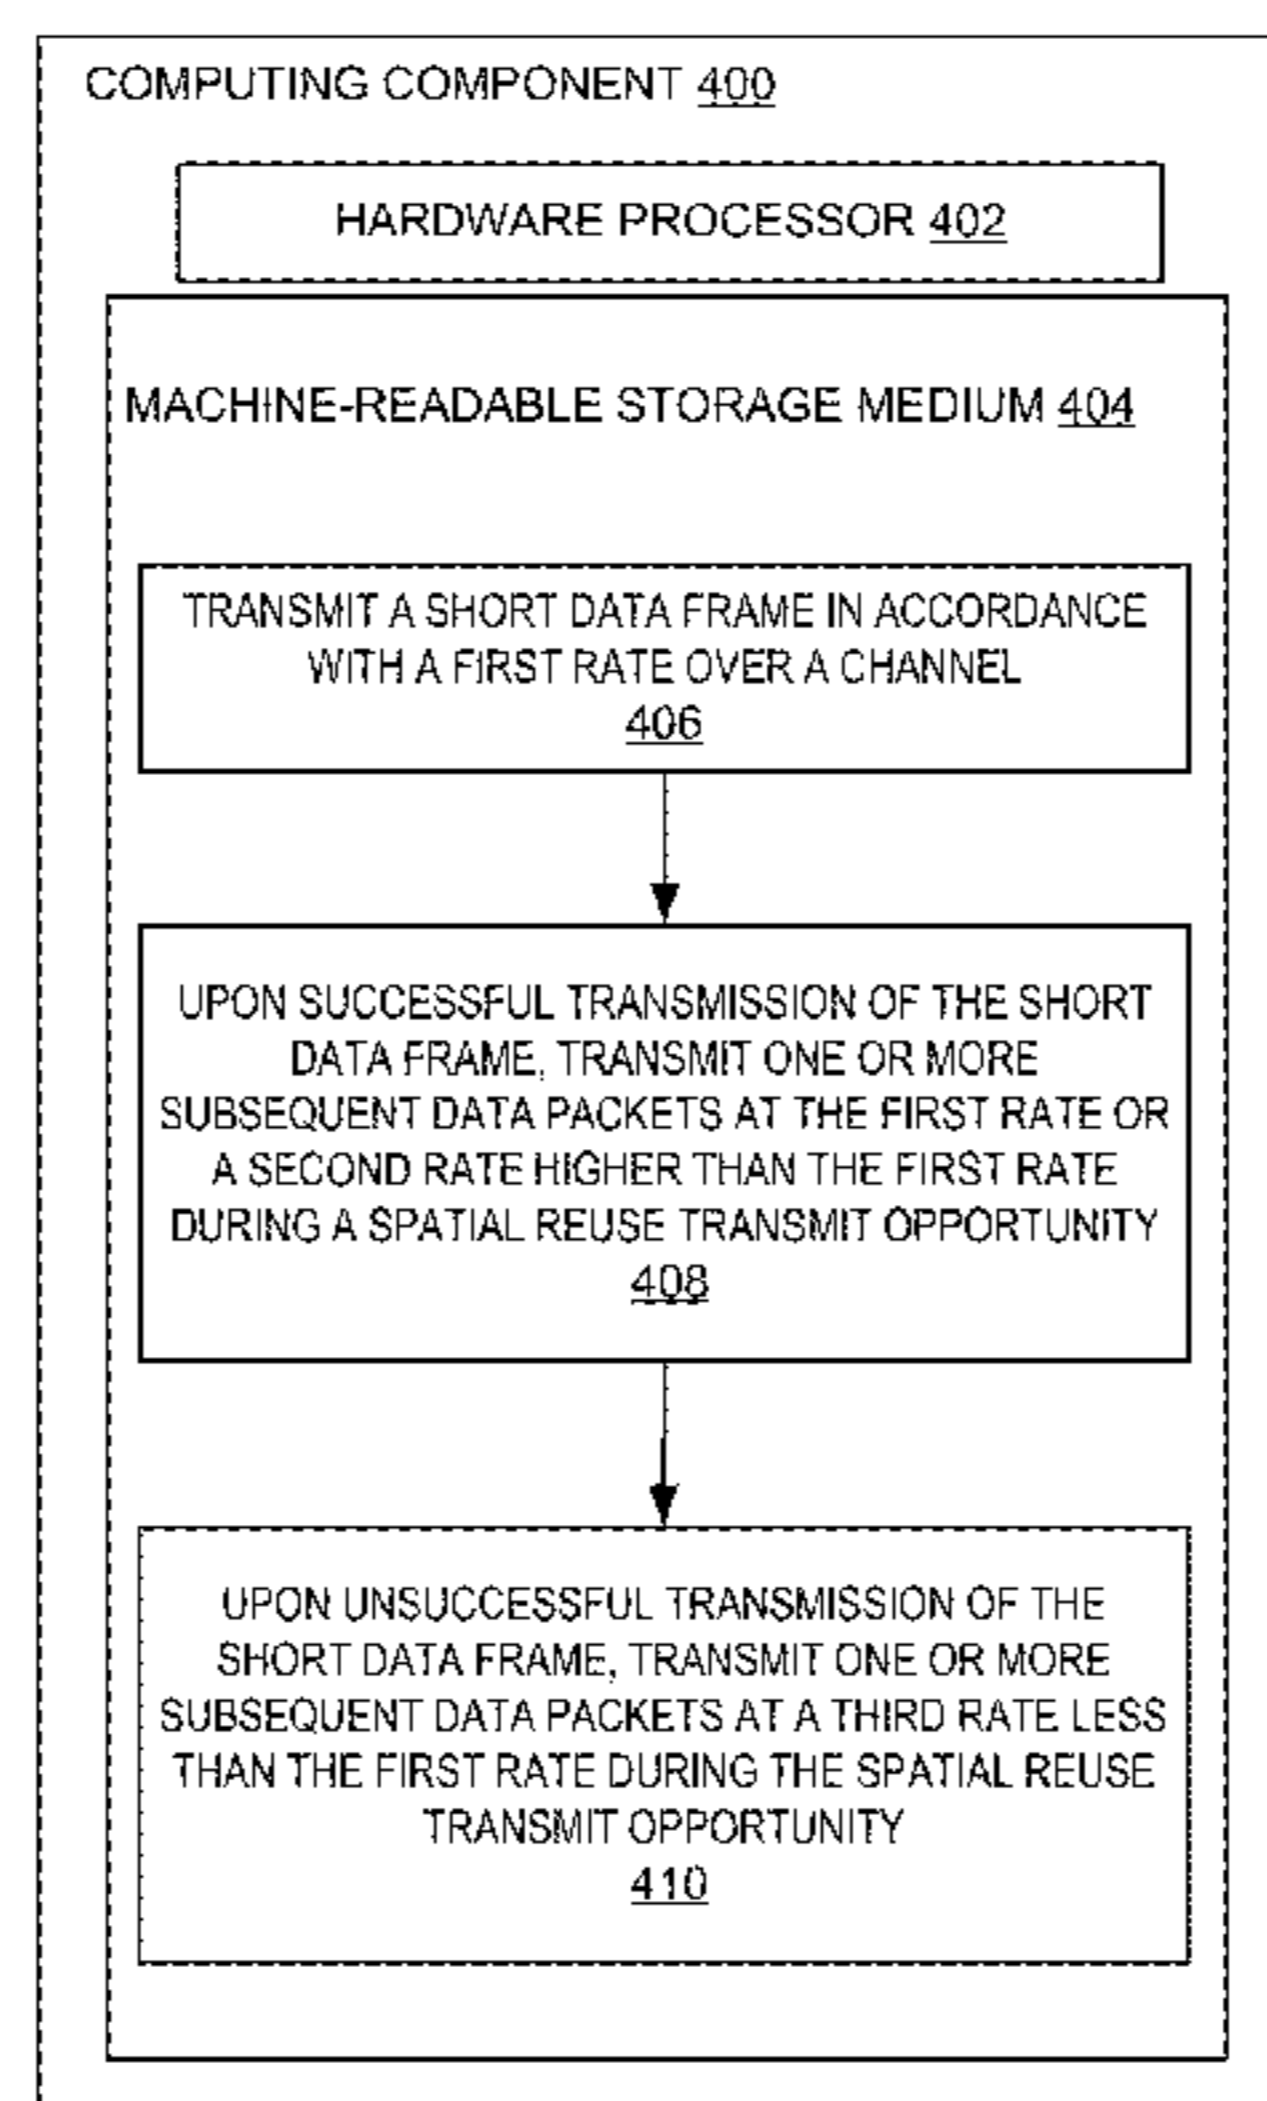 COMPUTING COMPONENT 400
HARDWARE PROCESSOR 402
MACHINE-READABLE STORAGE MEDIUM 404
TRANSMIT A SHORT DATA FRAME IN ACCORDANCE
WITH A FIRST RATE OVER A CHANNEL
406
UPON SUCCESSFUL TRANSMISSION OF THE SHORT
DATA FRAME, TRANSMIT ONE OR MORE
SUBSEQUENT DATA PACKETS AT THE FIRST RATE OR
A SECOND RATE HIGHER THAN THE FIRST RATE
DURING A SPATIAL REUSE TRANSMIT OPPORTUNITY
408
UPON UNSUCCESSFUL TRANSMISSION OF THE
SHORT DATA FRAME, TRANSMIT ONE OR MORE
SUBSEQUENT DATA PACKETS AT A THIRD RATE LESS
THAN THE FIRST RATE DURING THE SPATIAL REUSE
TRANSMIT OPPORTUNITY
410